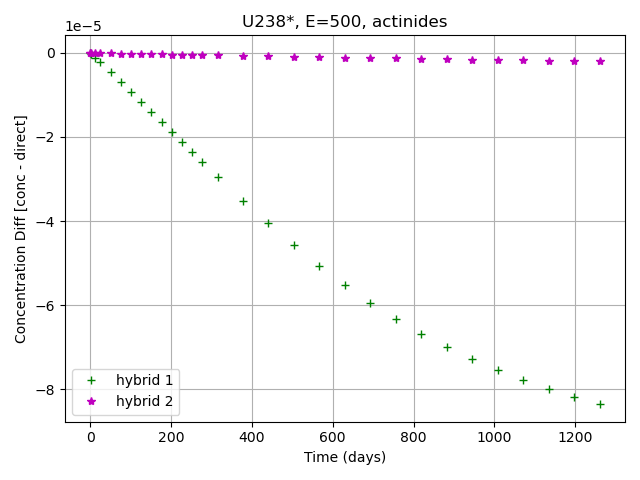 U238*, E=500, actinides
1e−5
0
−2
−4
−6
−8
Concentration Diff [conc - direct]
hybrid 1
hybrid 2
0 200 400 600 800 1000 1200
Time (days)